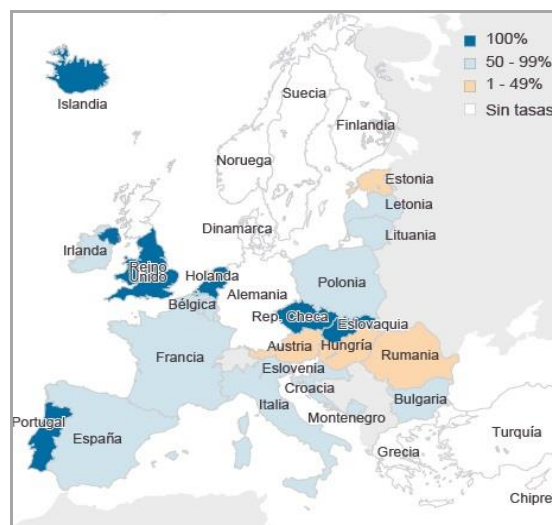 100%
50 - 99%
1 - 49%
Sin tasas
Islandia
Suecia
Finlandia
Noruega
Estonia
Letonia
Lituania
Dinamarca
Irlanda
Reino
Unido
Holanda
Bélgica
Alemania
Polonia
Rep. Checa
Eslovaquia
Francia
Austria
Hungría
Rumania
Eslovenia
Croacia
Italia
Bulgaria
Montenegro
Portugal
España
Grecia
Turquía
Chipre